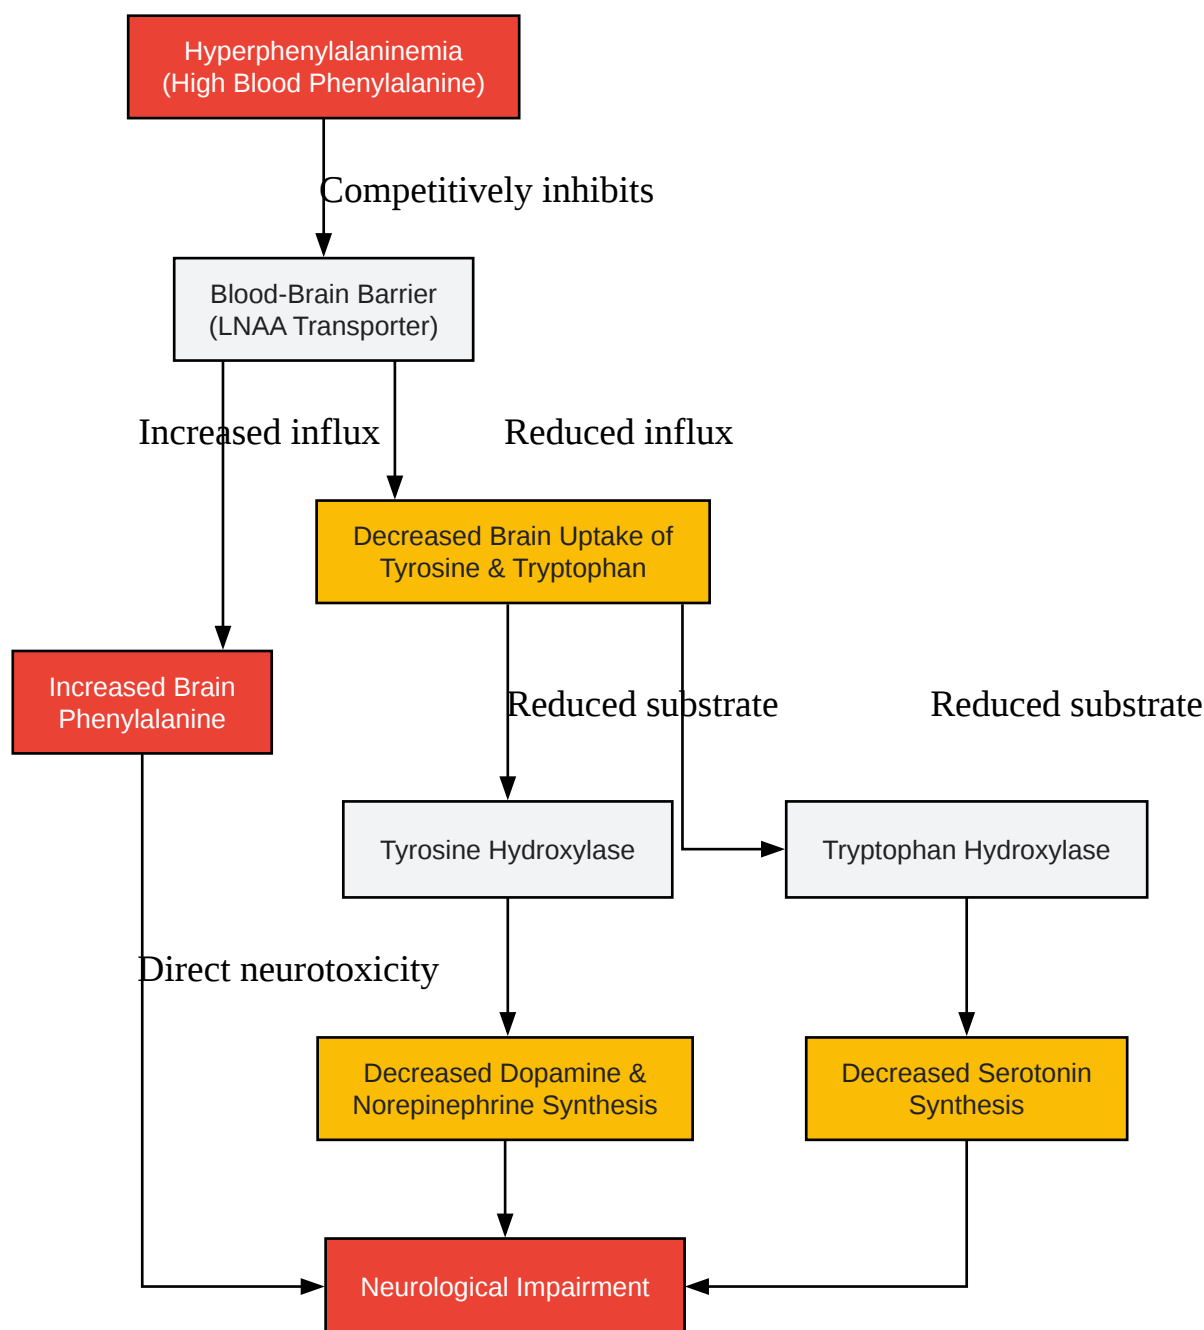 Hyperphenylalaninemia
(High Blood Phenylalanine)
Competitively inhibits
Blood-Brain Barrier
(LNAA Transporter)
Increased influx
Reduced influx
Decreased Brain Uptake of
Tyrosine & Tryptophan
Increased Brain
Phenylalanine
Reduced substrate
Reduced substrate
Tyrosine Hydroxylase
Tryptophan Hydroxylase
Direct neurotoxicity
Decreased Dopamine &
Norepinephrine Synthesis
Decreased Serotonin
Synthesis
Neurological Impairment